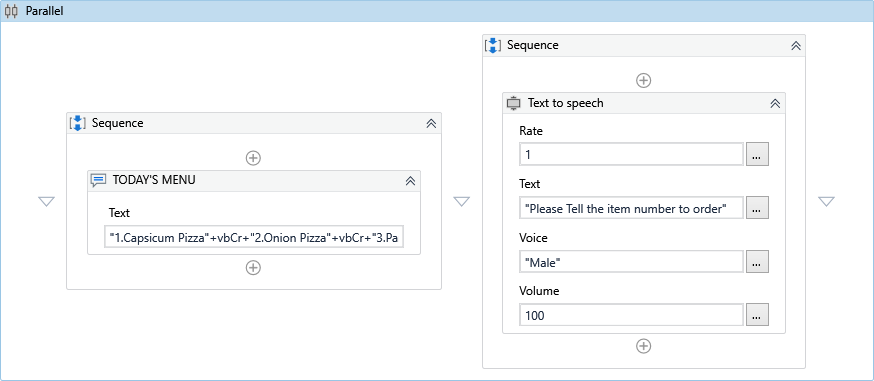 Parallel
Sequence
TODAY'S MENU
Text
"1.Capsicum Pizza"+vbCr+"2.Onion Pizza"+vbCr+"3.Pa
Sequence
Text to speech
Rate
1
...
Text
"Please Tell the item number to order"
...
Voice
"Male"
...
Volume
100
...